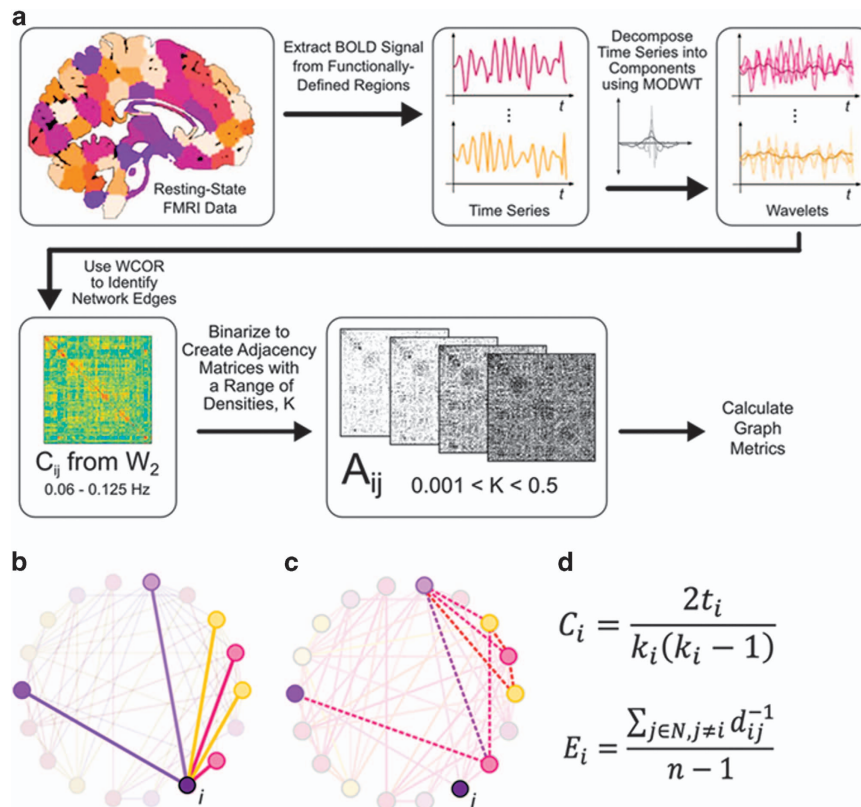 a
Resting-State
FMRI Data
Extract BOLD Signal
from Functionally-
Defined Regions
t
⋮
t
Time Series
Decompose
Time Series into
Components
using MODWT
t
⋮
t
Wavelets
Use WCOR
to Identify
Network Edges
C_ij from W_2
0.06 - 0.125 Hz
Binarize to
Create Adjacency
Matrices with
a Range of
Densities, K
A_ij 0.001 < K < 0.5
Calculate
Graph
Metrics
b
i
c
i
d
C_i = 2t_i / k_i(k_i − 1)
E_i = ∑_{j∈N,j≠i} d_{ij}^{-1} / n − 1